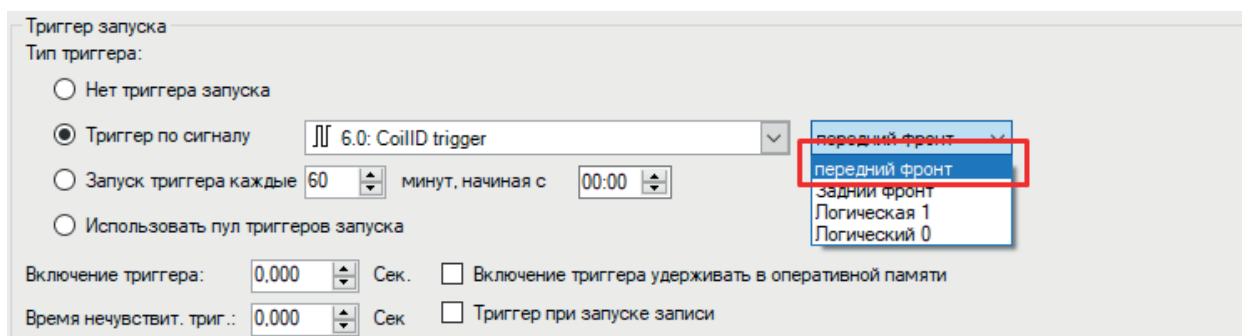 Триггер запуска
Тип триггера:
Нет триггера запуска
Триггер по сигналу 6.0: CoilID trigger передний фронт
передний фронт
Запуск триггера каждые 60 минут, начиная с 00:00
Задний фронт
Логическая 1
Использовать пул триггеров запуска
Логический 0
Включение триггера: 0,000 Сек. Включение триггера удерживать в оперативной памяти
Время нечувствит. триг.: 0,000 Сек Триггер при запуске записи